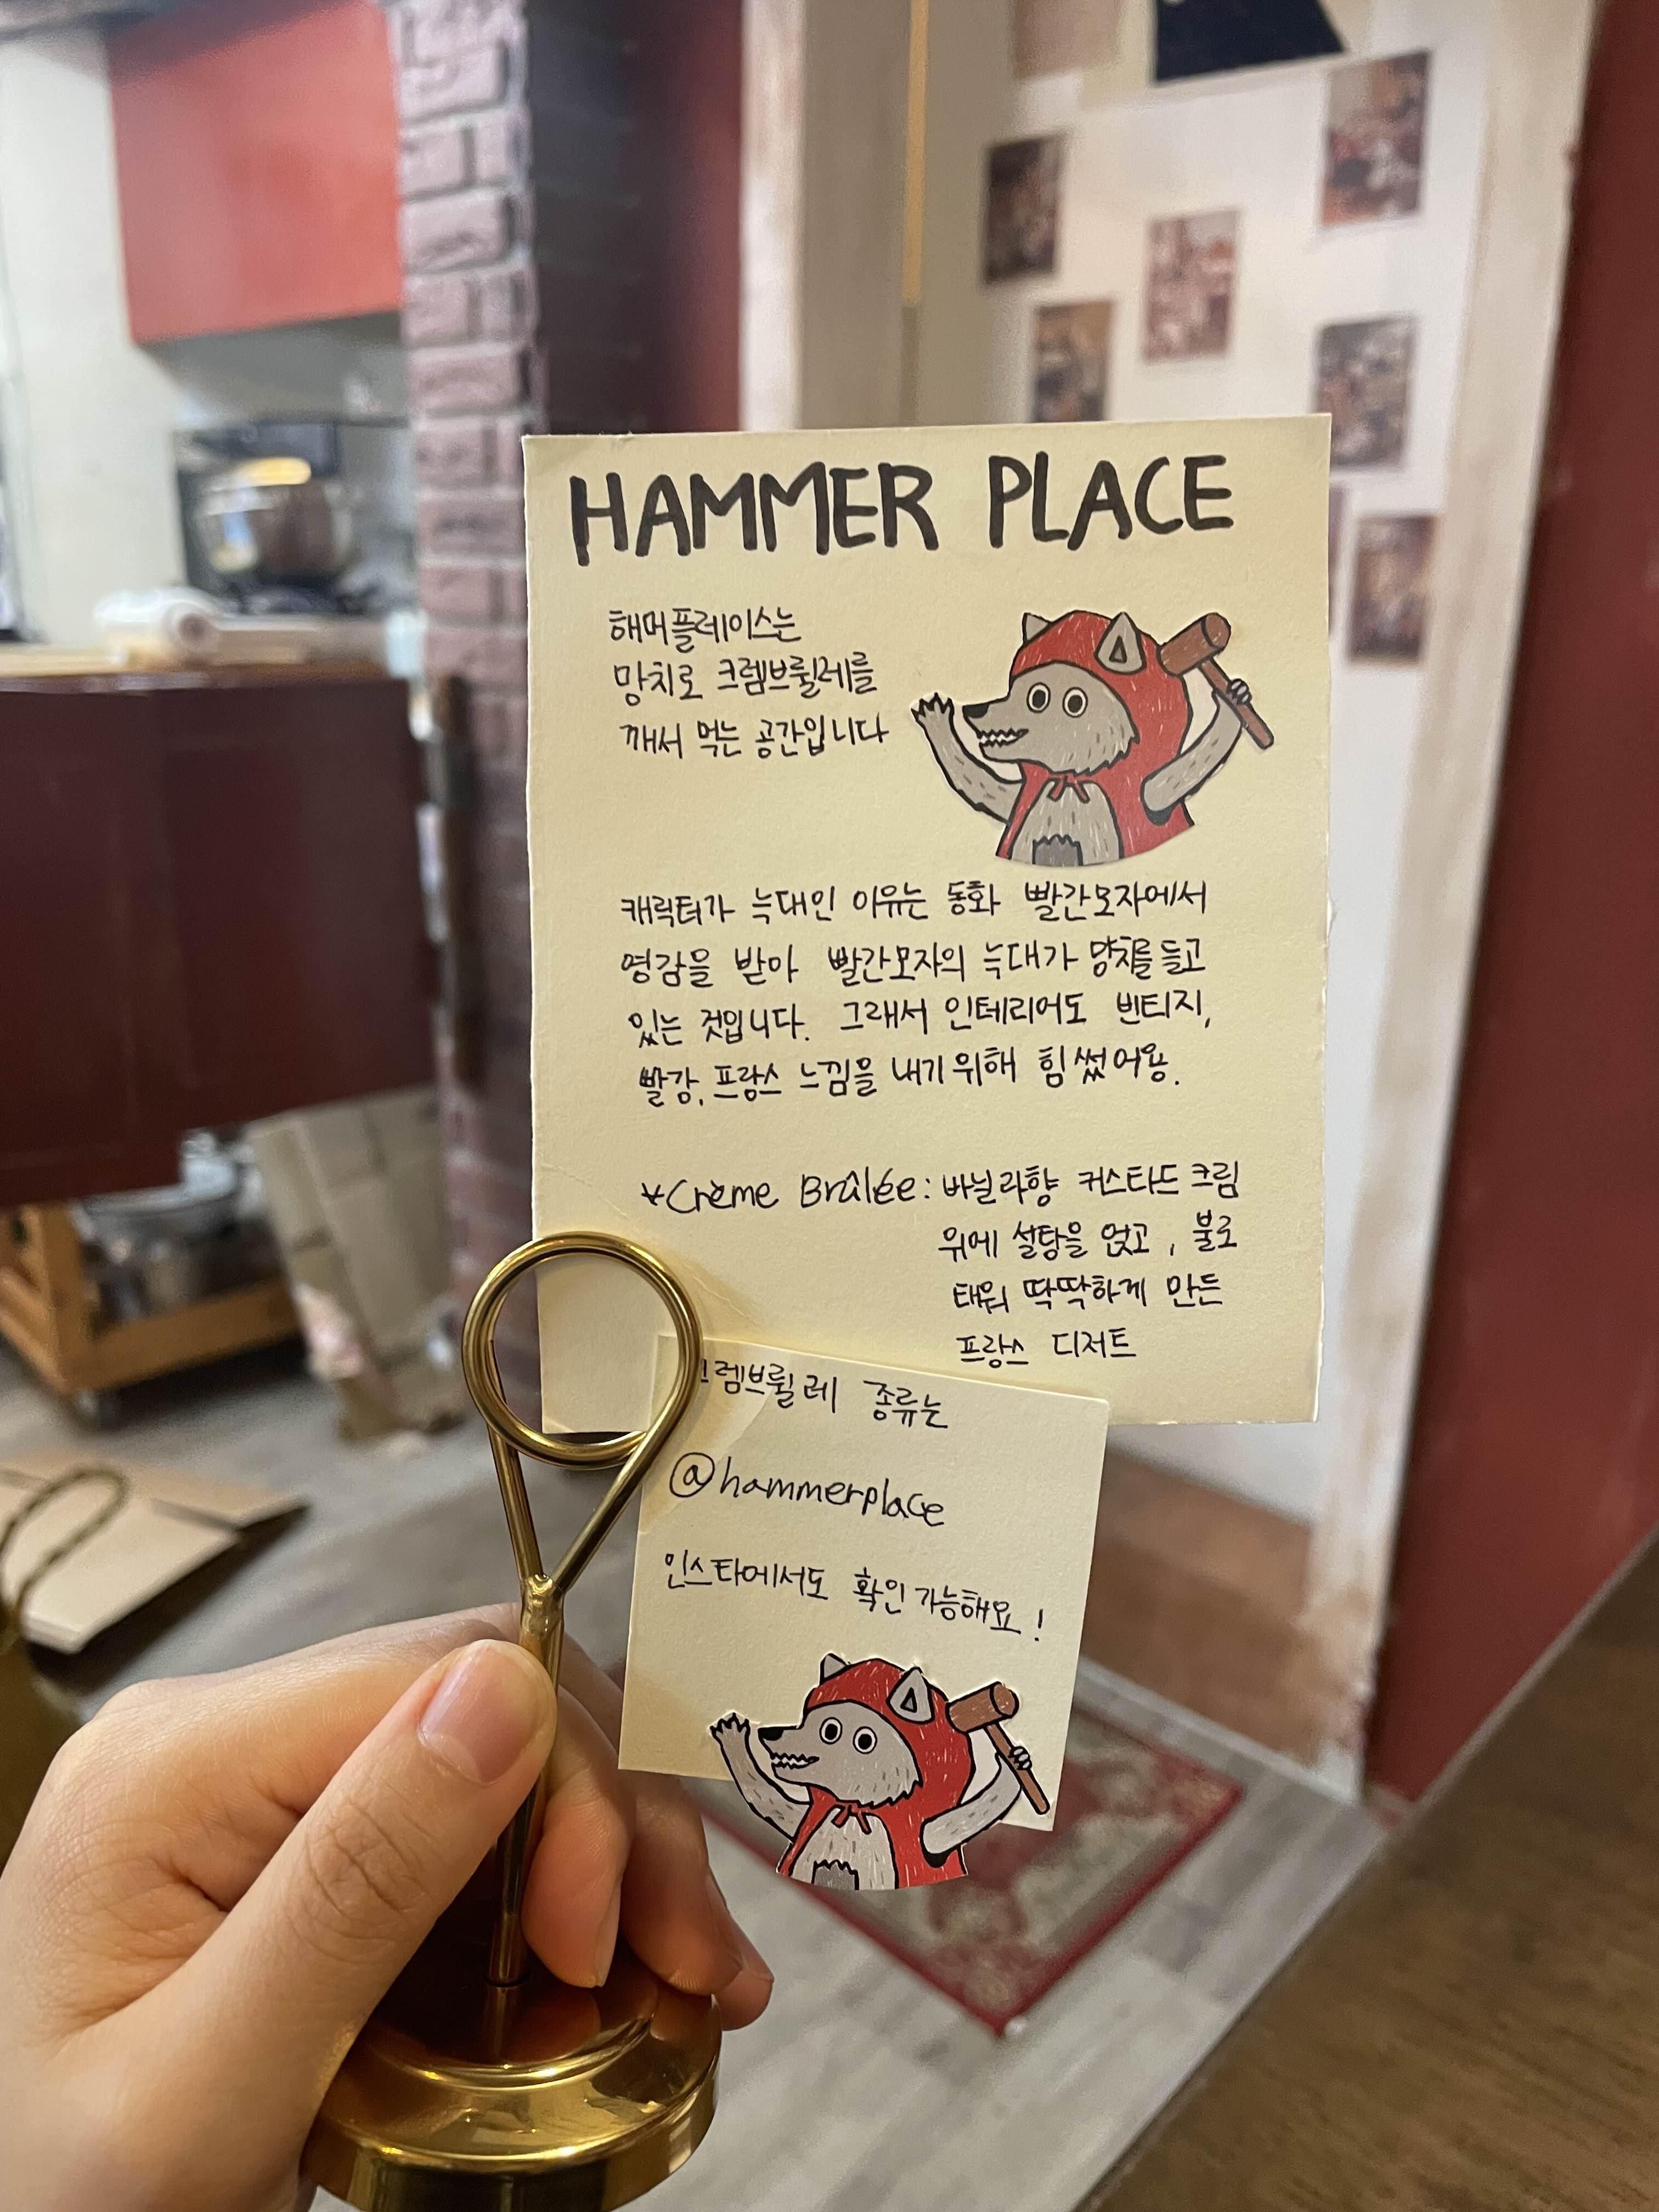 HAMMER PLACE
해머플레이스는
망치로 크렘브륄레를
깨서 먹는 공간입니다
캐릭터가 늑대인 이유는 동화 빨간모자에서
영감을 받아 빨간모자의 늑대가 망치를 들고
있는 것입니다. 그래서 인테리어도 빈티지,
빨강, 프랑스 느낌을 내기위해 힘썼어용.
*Crème Brûlée: 바닐라향 커스타드 크림
위에 설탕을 얹고, 불로
태워 딱딱하게 만든
프랑스 디저트
크렘브륄레 종류는
@hammerplace
인스타에서도 확인가능해요!